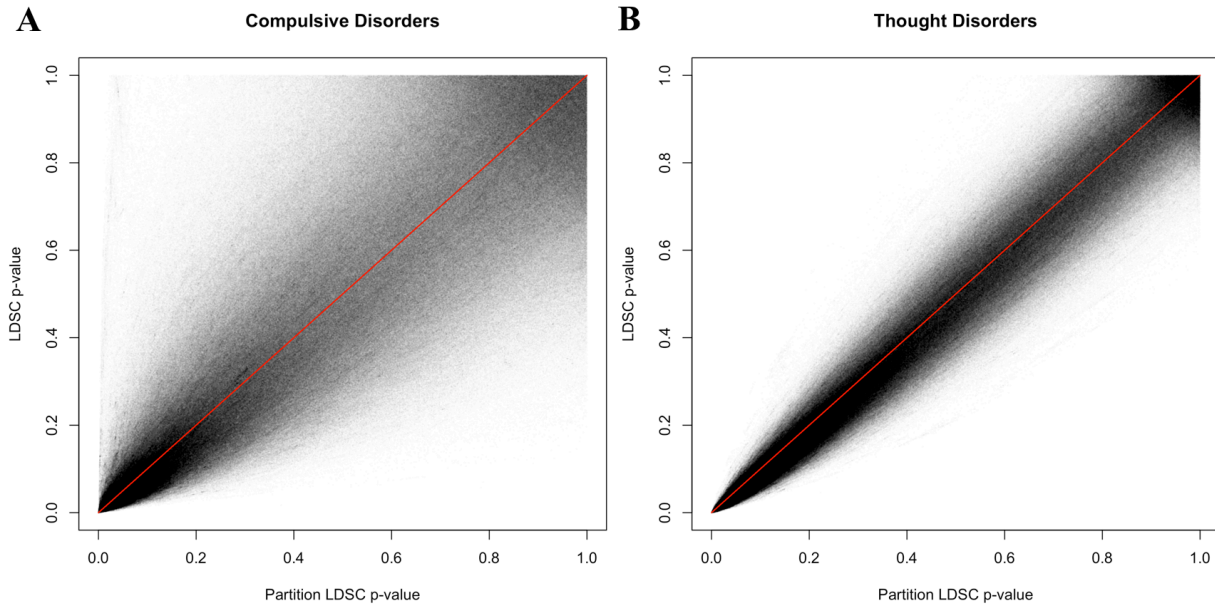 A
Compulsive Disorders
LDSC p-value
1.0
0.8
0.6
0.4
0.2
0.0
0.0 0.2 0.4 0.6 0.8 1.0
Partition LDSC p-value
B
Thought Disorders
LDSC p-value
1.0
0.8
0.6
0.4
0.2
0.0
0.0 0.2 0.4 0.6 0.8 1.0
Partition LDSC p-value